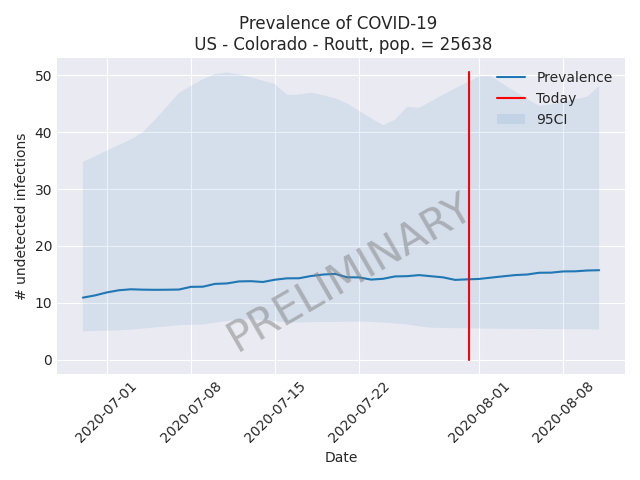 Prevalence of COVID-19
US - Colorado - Routt, pop. = 25638
50
40
30
20
10
0
# undetected infections
Prevalence
Today
95CI
PRELIMINARY
2020-07-01
2020-07-08
2020-07-15
2020-07-22
2020-08-01
2020-08-08
Date